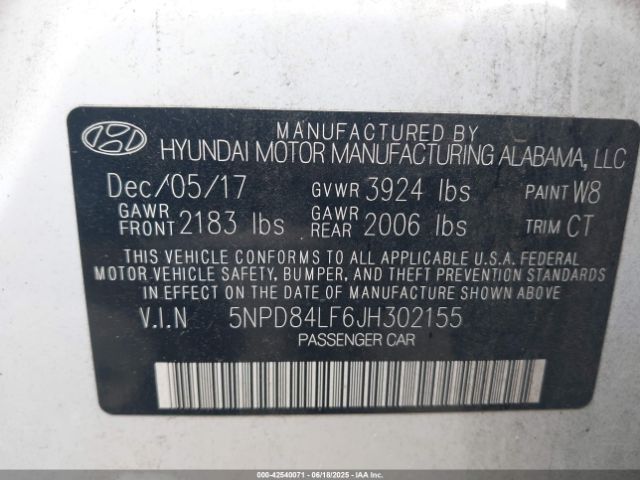 MANUFACTURED BY
HYUNDAI MOTOR MANUFACTURING ALABAMA, LLC
Dec/05/17 GVWR 3924 lbs PAINT W8
GAWR FRONT 2183 lbs GAWR REAR 2006 lbs TRIM CT
THIS VEHICLE CONFORMS TO ALL APPLICABLE U.S.A. FEDERAL
MOTOR VEHICLE SAFETY, BUMPER, AND THEFT PREVENTION STANDARDS
IN EFFECT ON THE DATE OF MANUFACTURE SHOWN ABOVE
V.I.N 5NPD84LF6JH302155
PASSENGER CAR
000-42540071 - 06/18/2025 - IAAI.COM